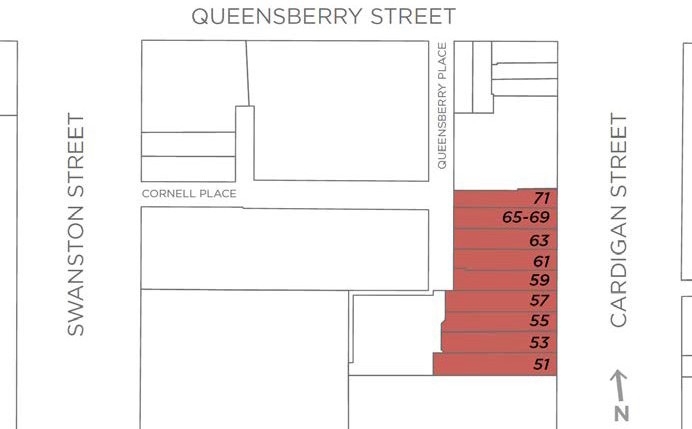 QUEENSBERRY STREET
QUEENSBERRY PLACE
SWANSTON STREET
CORNELL PLACE
CARDIGAN STREET
71
65-69
63
61
59
57
55
53
51
N